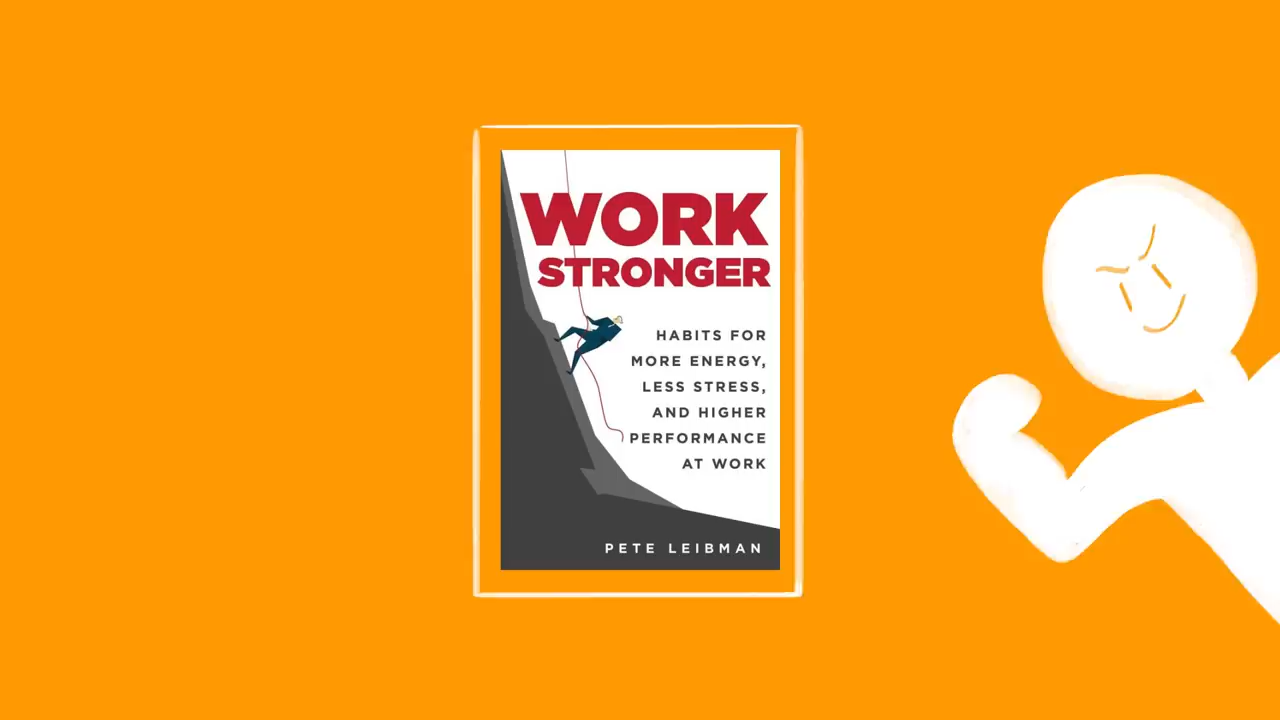 WORK
STRONGER
HABITS FOR
MORE ENERGY,
LESS STRESS,
AND HIGHER
PERFORMANCE
AT WORK
PETE LEIBMAN